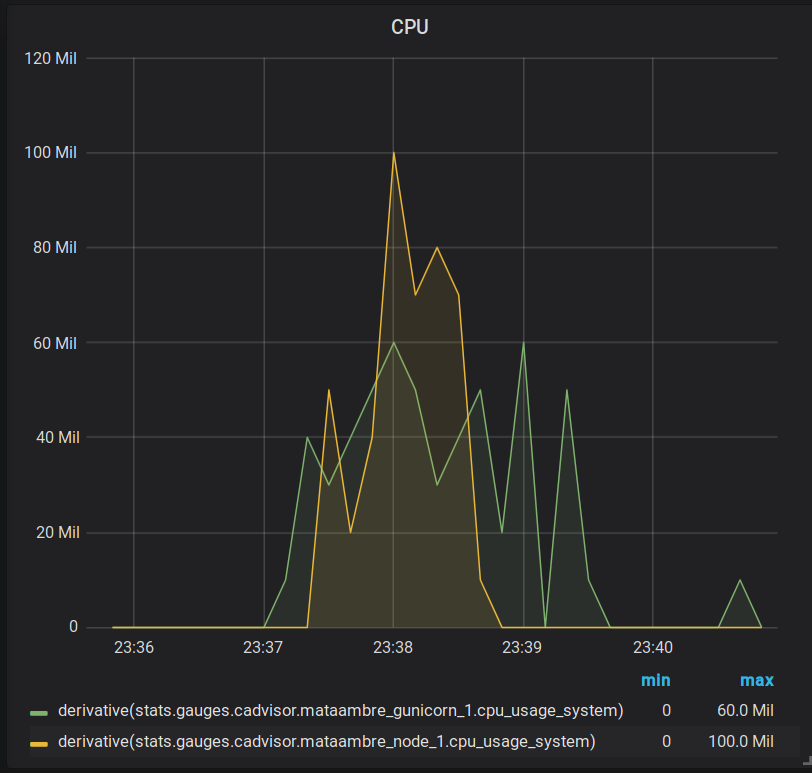 CPU
120 Mil
100 Mil
80 Mil
60 Mil
40 Mil
20 Mil
0
23:36 23:37 23:38 23:39 23:40
min max
derivative(stats.gauges.cadvisor.mataambre_gunicorn_1.cpu_usage_system) 0 60.0 Mil
derivative(stats.gauges.cadvisor.mataambre_node_1.cpu_usage_system) 0 100.0 Mil